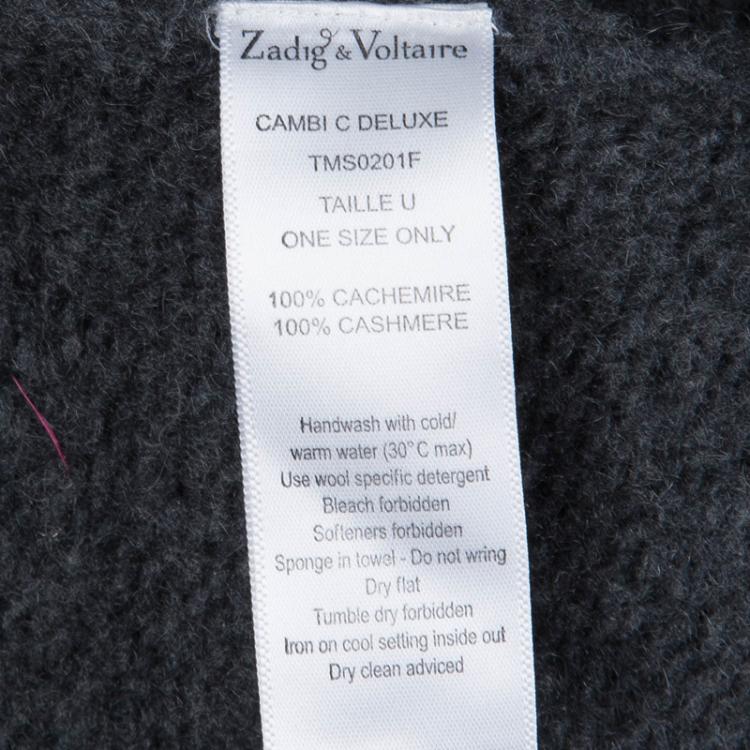 Zadig & Voltaire
CAMBI C DELUXE
TMS0201F
TAILLE U
ONE SIZE ONLY
100% CACHEMIRE
100% CASHMERE
Handwash with cold/
warm water (30°C max)
Use wool specific detergent
Bleach forbidden
Softeners forbidden
Sponge in towel - Do not wring
Dry flat
Tumble dry forbidden
Iron on cool setting inside out
Dry clean adviced